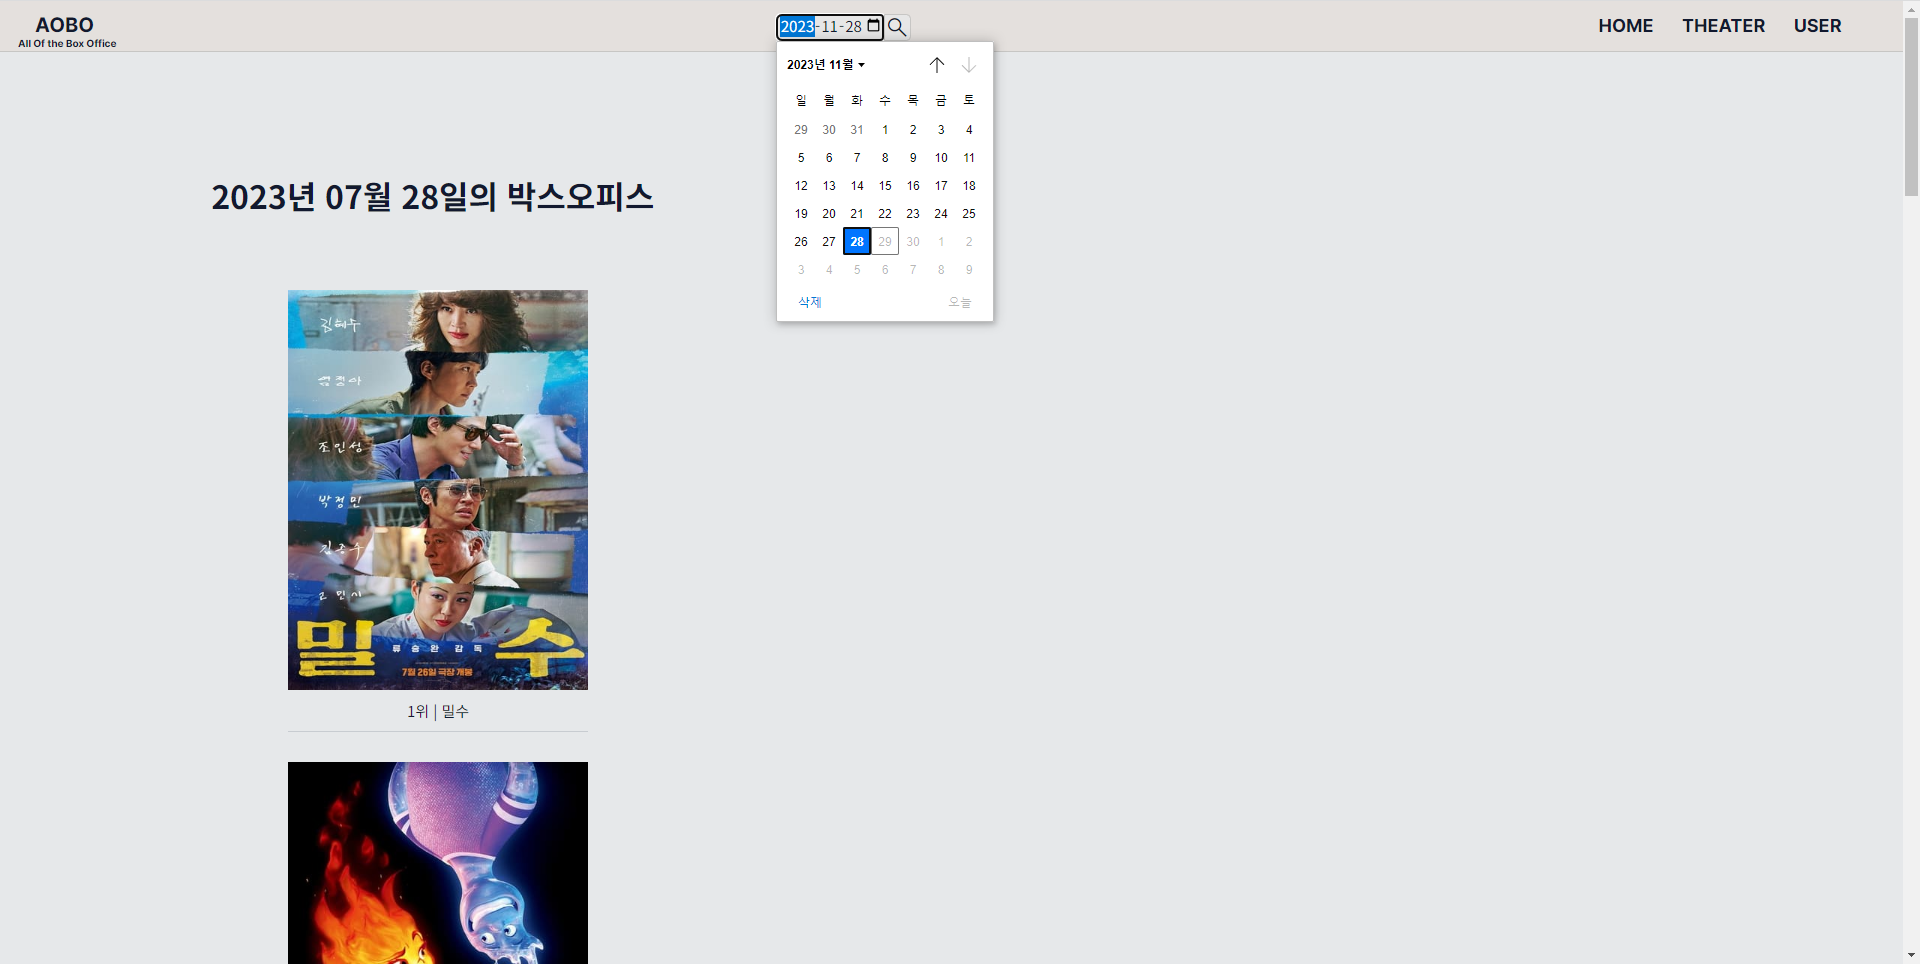 AOBO
All Of the Box Office
2023-11-28
HOME THEATER USER
2023년 11월
일 월 화 수 목 금 토
29 30 31 1 2 3 4
5 6 7 8 9 10 11
12 13 14 15 16 17 18
19 20 21 22 23 24 25
26 27 28 29 30 1 2
3 4 5 6 7 8 9
삭제 오늘
2023년 07월 28일의 박스오피스
김혜수
염정아
조인성
박정민
김종수
고민시
밀수
류승완 감독
7월 26일 극장 개봉
1위 | 밀수